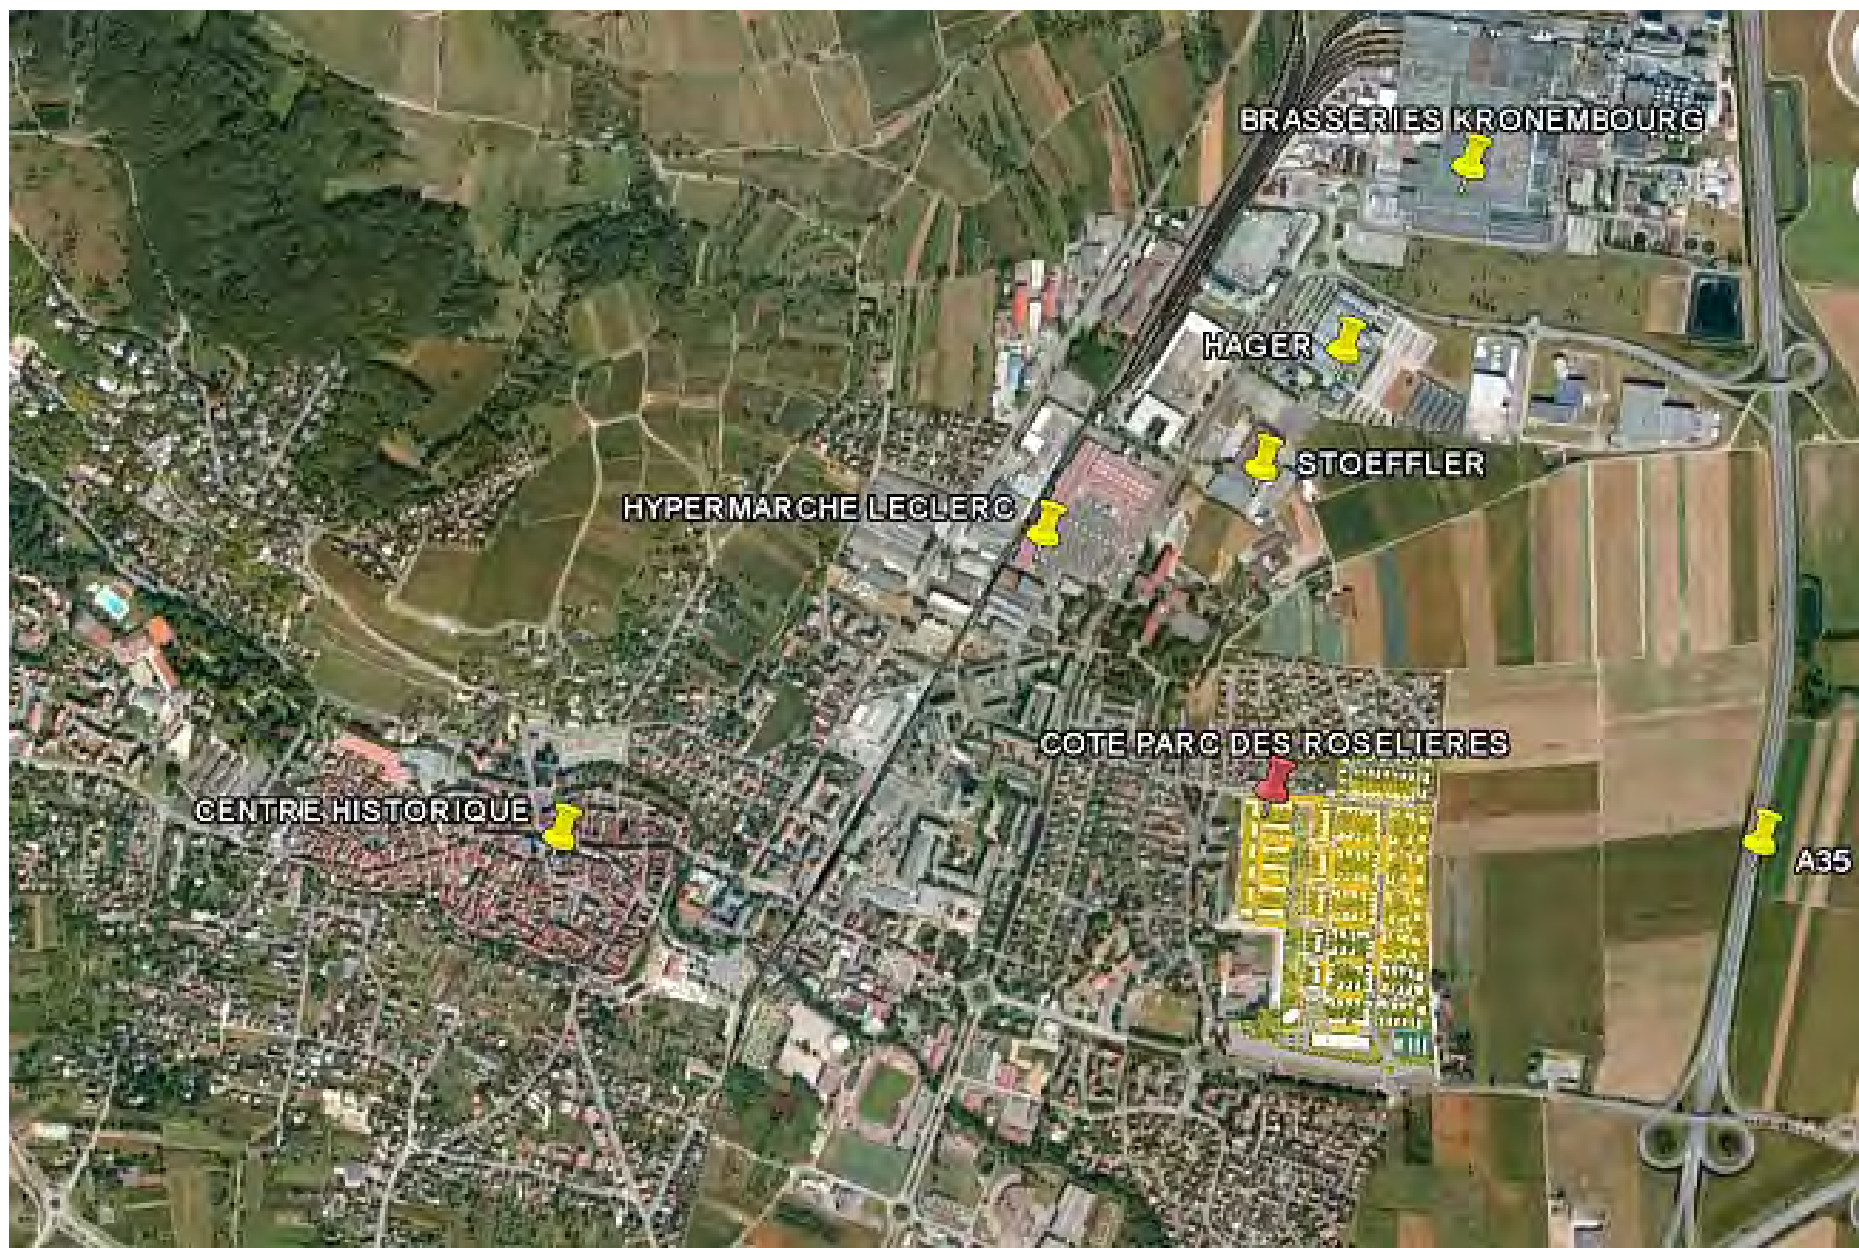 BRASSERIES KRONEMBOURG
HAGER
STOEFFLER
HYPERMARCHE LECLERC
COTE PARC DES ROSELIERES
CENTRE HISTORIQUE
A35